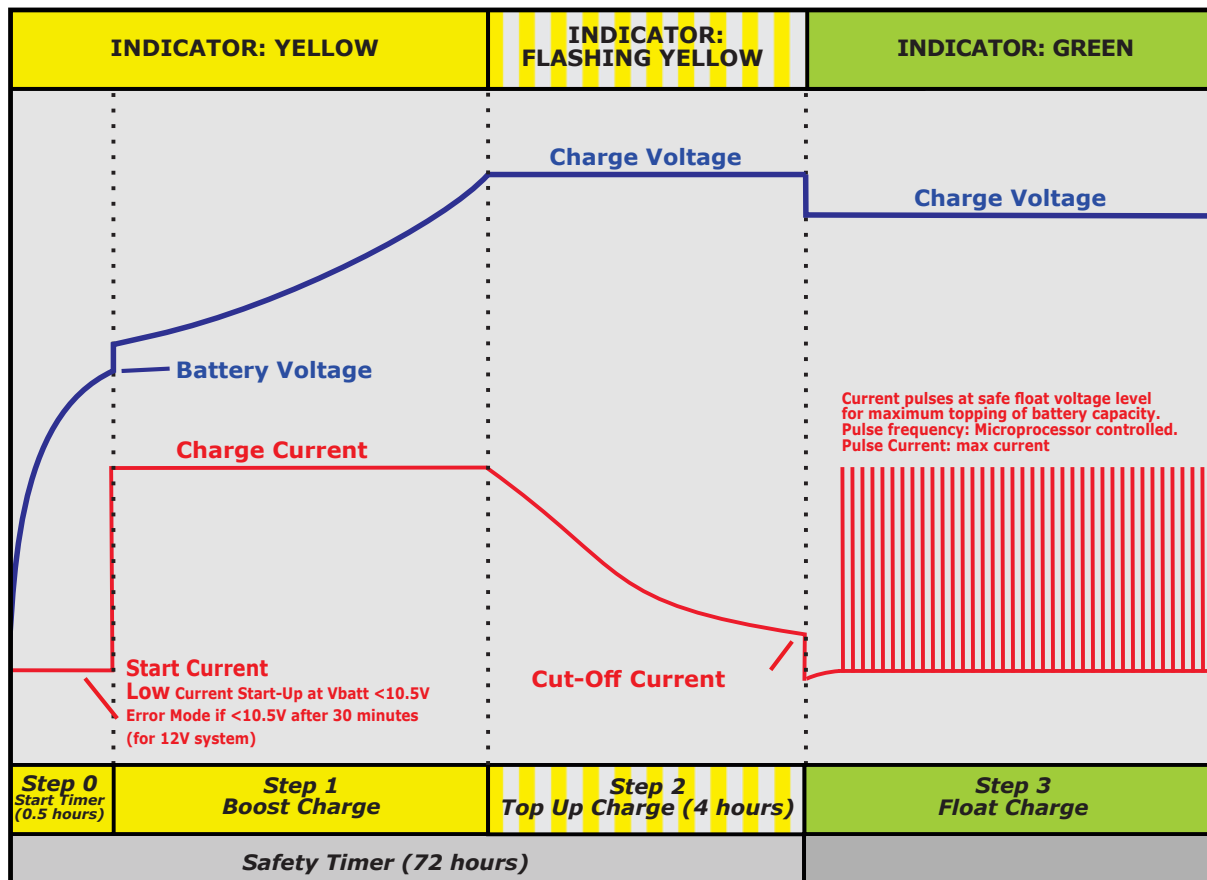 INDICATOR: YELLOW
INDICATOR:
FLASHING YELLOW
INDICATOR: GREEN
Charge Voltage
Charge Voltage
Battery Voltage
Current pulses at safe float voltage level
for maximum topping of battery capacity.
Pulse frequency: Microprocessor controlled.
Pulse Current: max current
Charge Current
Start Current
Low Current Start-Up at Vbatt <10.5V
Error Mode if <10.5V after 30 minutes
(for 12V system)
Cut-Off Current
Step 0
Start Timer
(0.5 hours)
Step 1
Boost Charge
Step 2
Top Up Charge (4 hours)
Step 3
Float Charge
Safety Timer (72 hours)